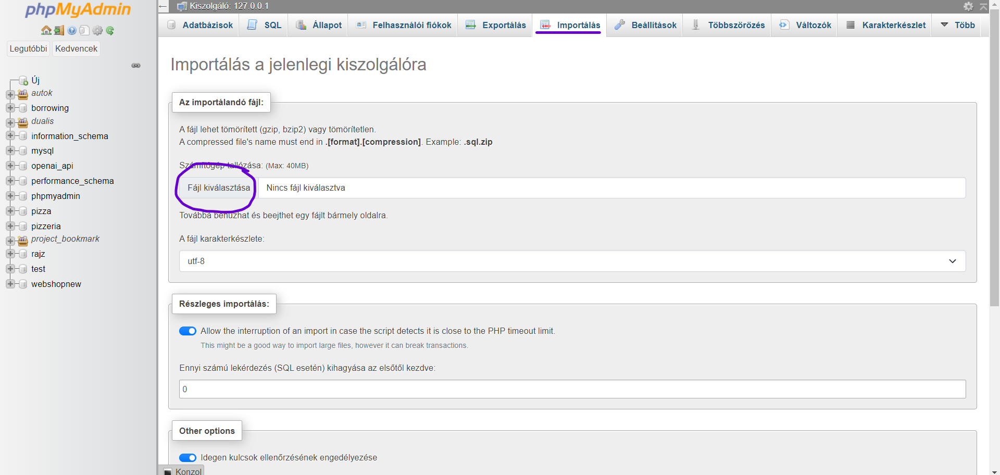 phpMyAdmin
Legutóbbi Kedvencek
Új
autok
borrowing
dualis
information_schema
mysql
openai_api
performance_schema
phpmyadmin
pizza
pizzeria
project_bookmark
rajz
test
webshopnew
Kiszolgáló: 127.0.0.1
Adatbázisok SQL Állapot Felhasználói fiókok Exportálás Importálás Beállítások Többszörözés Változók Karakterkészlet Több
Importálás a jelenlegi kiszolgálóra
Az importálandó fájl:
A fájl lehet tömörített (gzip, bzip2) vagy tömörítetlen.
A compressed file's name must end in .[format].[compression]. Example: .sql.zip
Számítógép tallózása: (Max: 40MB)
Fájl kiválasztása Nincs fájl kiválasztva
Továbbá behúzhat és beejthet egy fájlt bármely oldalra.
A fájl karakterkészlete:
utf-8
Részleges importálás:
Allow the interruption of an import in case the script detects it is close to the PHP timeout limit.
This might be a good way to import large files, however it can break transactions.
Ennyi számú lekérdezés (SQL esetén) kihagyása az elsőtől kezdve:
0
Other options
Idegen kulcsok ellenőrzésének engedélyezése
Konzol